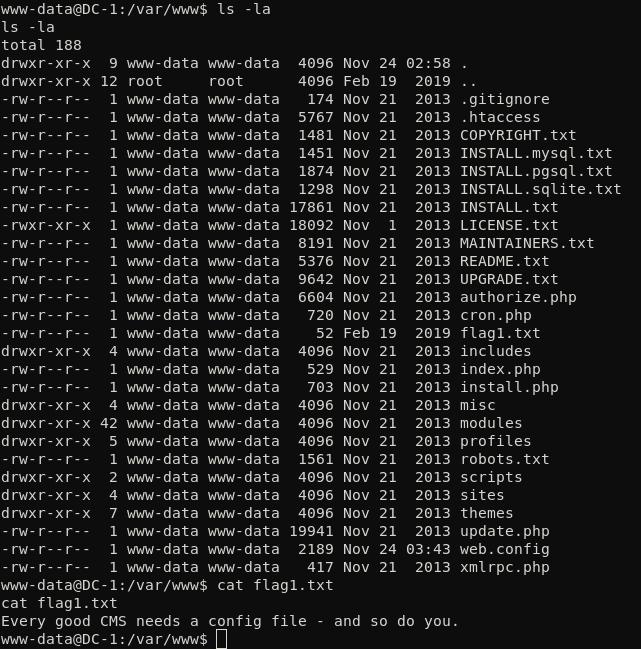 www-data@DC-1:/var/www$ ls -la
ls -la
total 188
drwxr-xr-x  9 www-data www-data  4096 Nov 24 02:58 .
drwxr-xr-x 12 root     root      4096 Feb 19  2019 ..
-rw-r--r--  1 www-data www-data   174 Nov 21  2013 .gitignore
-rw-r--r--  1 www-data www-data  5767 Nov 21  2013 .htaccess
-rw-r--r--  1 www-data www-data  1481 Nov 21  2013 COPYRIGHT.txt
-rw-r--r--  1 www-data www-data  1451 Nov 21  2013 INSTALL.mysql.txt
-rw-r--r--  1 www-data www-data  1874 Nov 21  2013 INSTALL.pgsql.txt
-rw-r--r--  1 www-data www-data  1298 Nov 21  2013 INSTALL.sqlite.txt
-rw-r--r--  1 www-data www-data 17861 Nov 21  2013 INSTALL.txt
-rwxr-xr-x  1 www-data www-data 18092 Nov  1  2013 LICENSE.txt
-rw-r--r--  1 www-data www-data  8191 Nov 21  2013 MAINTAINERS.txt
-rw-r--r--  1 www-data www-data  5376 Nov 21  2013 README.txt
-rw-r--r--  1 www-data www-data  9642 Nov 21  2013 UPGRADE.txt
-rw-r--r--  1 www-data www-data  6604 Nov 21  2013 authorize.php
-rw-r--r--  1 www-data www-data   720 Nov 21  2013 cron.php
-rw-r--r--  1 www-data www-data    52 Feb 19  2019 flag1.txt
drwxr-xr-x  4 www-data www-data  4096 Nov 21  2013 includes
-rw-r--r--  1 www-data www-data   529 Nov 21  2013 index.php
-rw-r--r--  1 www-data www-data   703 Nov 21  2013 install.php
drwxr-xr-x  4 www-data www-data  4096 Nov 21  2013 misc
drwxr-xr-x 42 www-data www-data  4096 Nov 21  2013 modules
drwxr-xr-x  5 www-data www-data  4096 Nov 21  2013 profiles
-rw-r--r--  1 www-data www-data  1561 Nov 21  2013 robots.txt
drwxr-xr-x  2 www-data www-data  4096 Nov 21  2013 scripts
drwxr-xr-x  4 www-data www-data  4096 Nov 21  2013 sites
drwxr-xr-x  7 www-data www-data  4096 Nov 21  2013 themes
-rw-r--r--  1 www-data www-data 19941 Nov 21  2013 update.php
-rw-r--r--  1 www-data www-data  2189 Nov 24 03:43 web.config
-rw-r--r--  1 www-data www-data   417 Nov 21  2013 xmlrpc.php
www-data@DC-1:/var/www$ cat flag1.txt
cat flag1.txt
Every good CMS needs a config file - and so do you.
www-data@DC-1:/var/www$